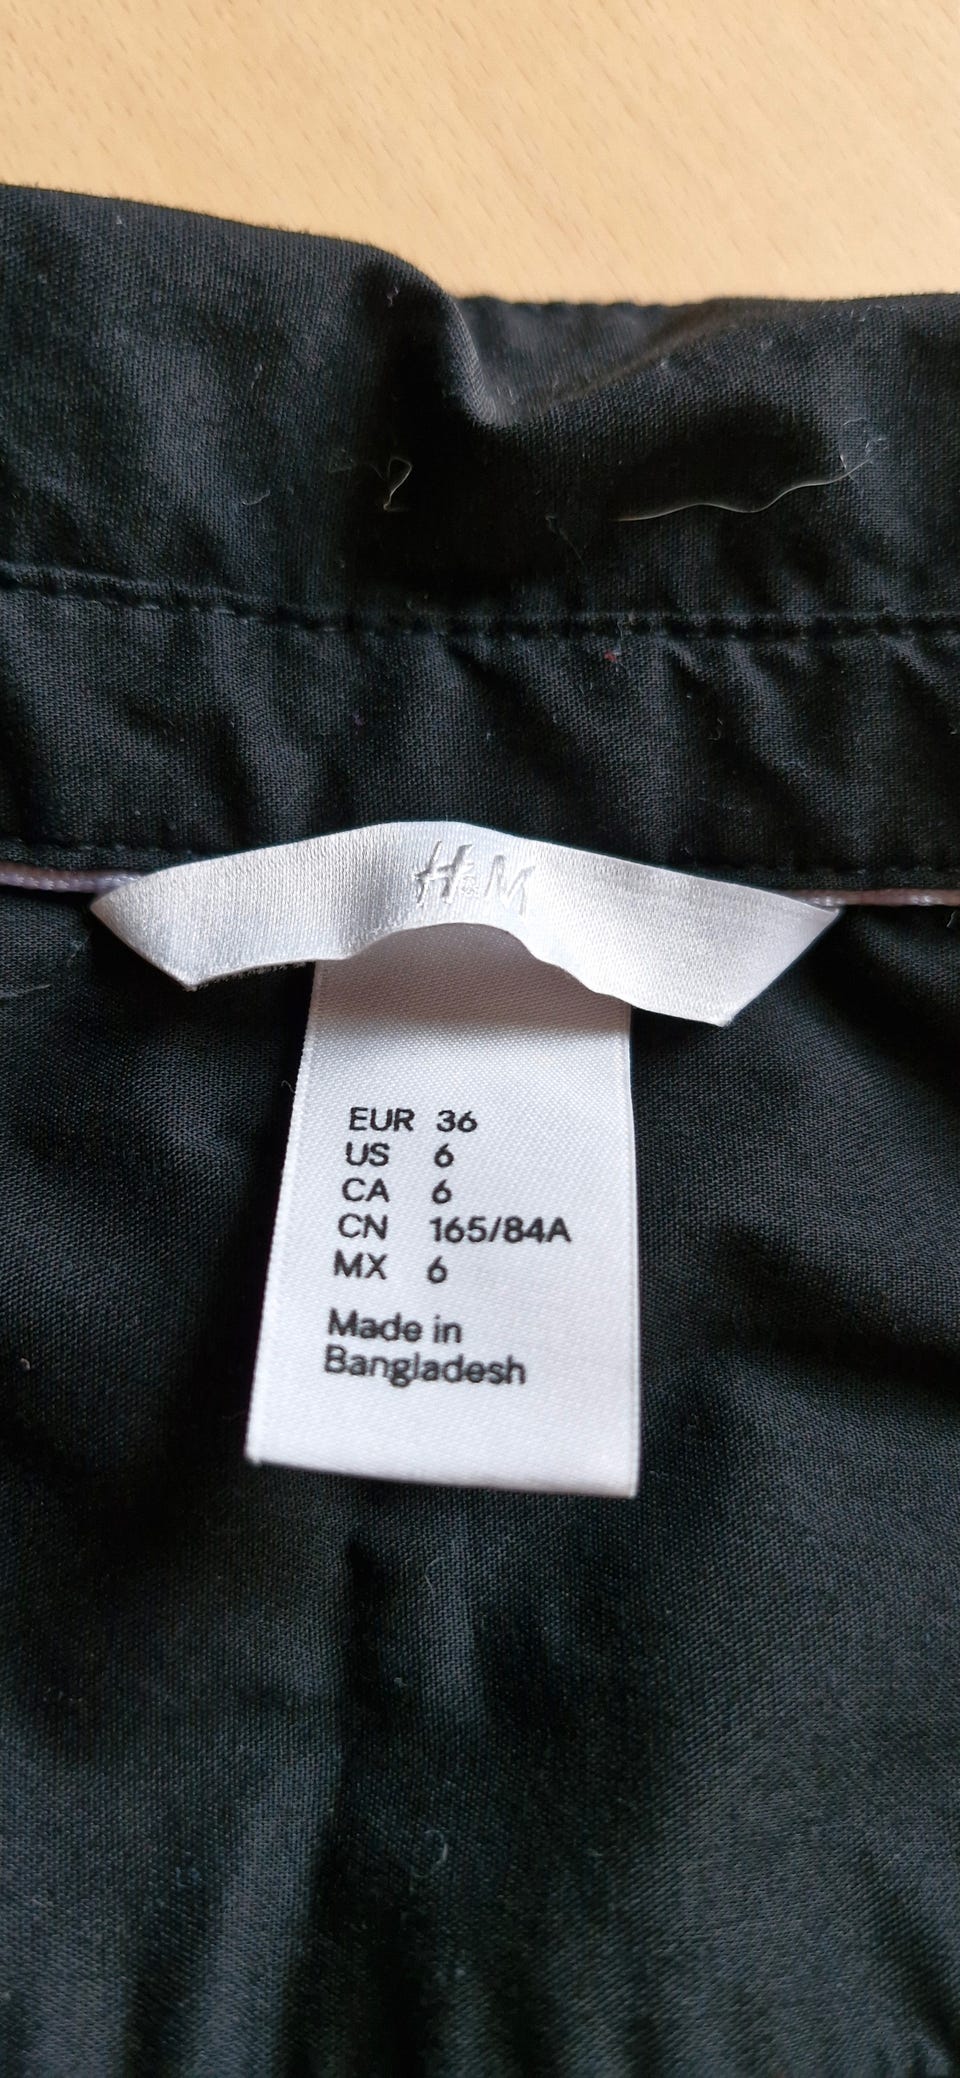 H&M
EUR 36
US 6
CA 6
CN 165/84A
MX 6
Made in
Bangladesh